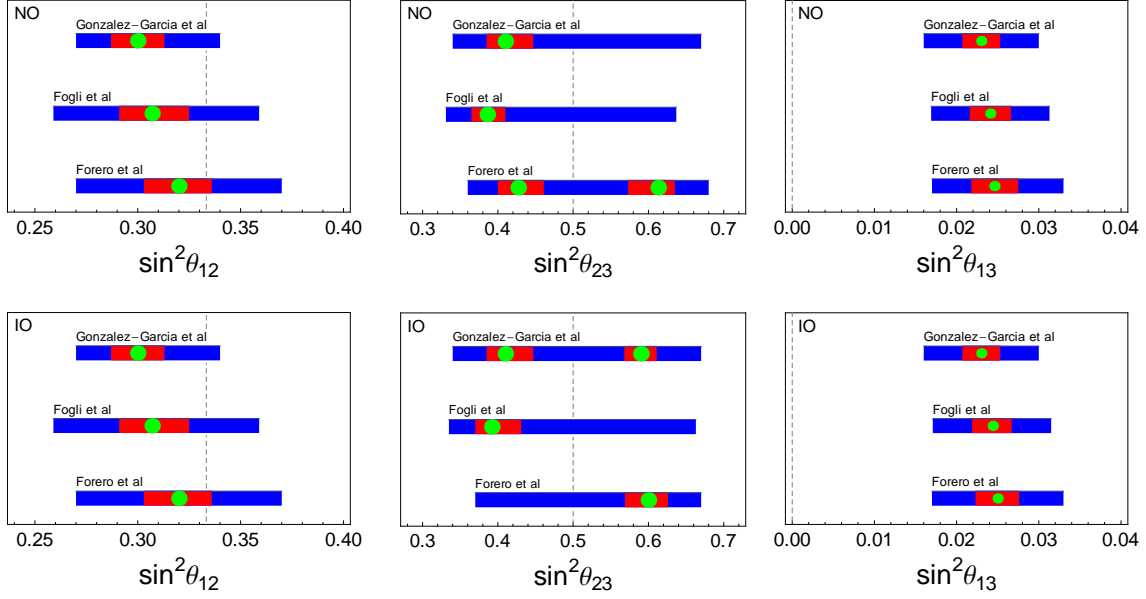 NO
Gonzalez−Garcia et al
Fogli et al
Forero et al
0.25 0.30 0.35 0.40
sin²θ₁₂
NO
Gonzalez−Garcia et al
Fogli et al
Forero et al
0.3 0.4 0.5 0.6 0.7
sin²θ₂₃
NO
Gonzalez−Garcia et al
Fogli et al
Forero et al
0.00 0.01 0.02 0.03 0.04
sin²θ₁₃
IO
Gonzalez−Garcia et al
Fogli et al
Forero et al
0.25 0.30 0.35 0.40
sin²θ₁₂
IO
Gonzalez−Garcia et al
Fogli et al
Forero et al
0.3 0.4 0.5 0.6 0.7
sin²θ₂₃
IO
Gonzalez−Garcia et al
Fogli et al
Forero et al
0.00 0.01 0.02 0.03 0.04
sin²θ₁₃